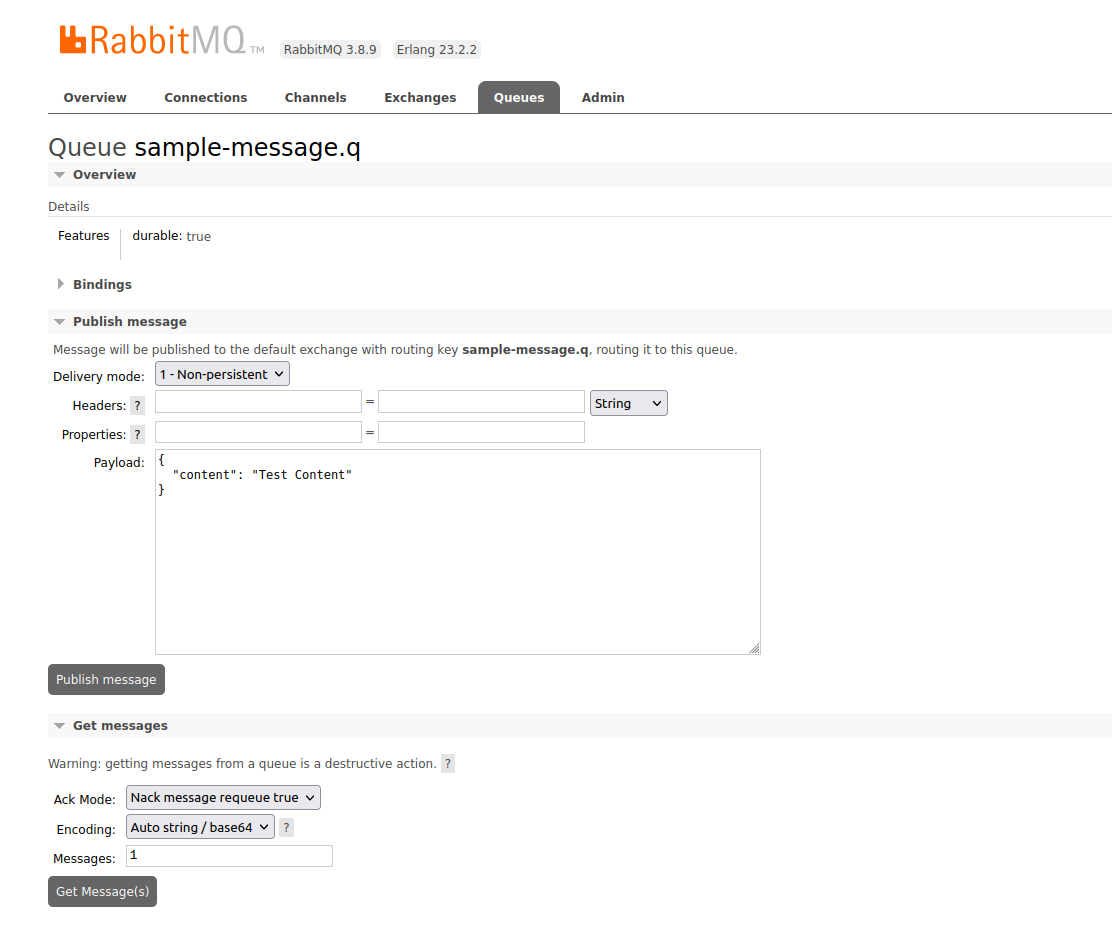 RabbitMQ TM RabbitMQ 3.8.9 Erlang 23.2.2
Overview Connections Channels Exchanges Queues Admin
Queue sample-message.q
Overview
Details
Features durable: true
Bindings
Publish message
Message will be published to the default exchange with routing key sample-message.q, routing it to this queue.
Delivery mode: 1 - Non-persistent
Headers: ? = String
Properties: ? =
Payload: {
"content": "Test Content"
}
Publish message
Get messages
Warning: getting messages from a queue is a destructive action. ?
Ack Mode: Nack message requeue true
Encoding: Auto string / base64 ?
Messages: 1
Get Message(s)